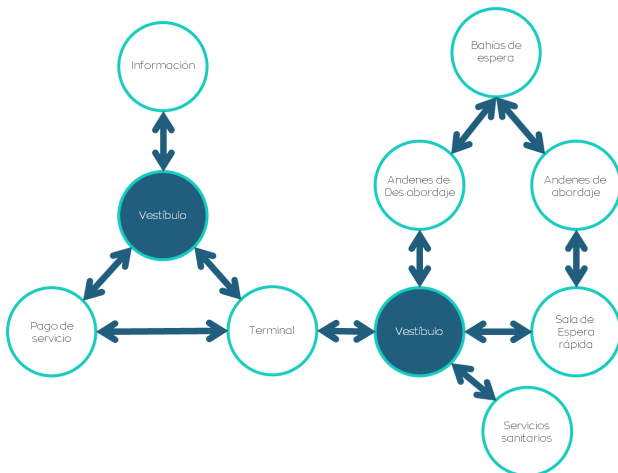 Información
Bahías de
espera
Vestíbulo
Andenes de
Des abordaje
Andenes de
abordaje
Pago de
servicio
Terminal
Vestíbulo
Sala de
Espera
rápida
Servicios
sanitarios